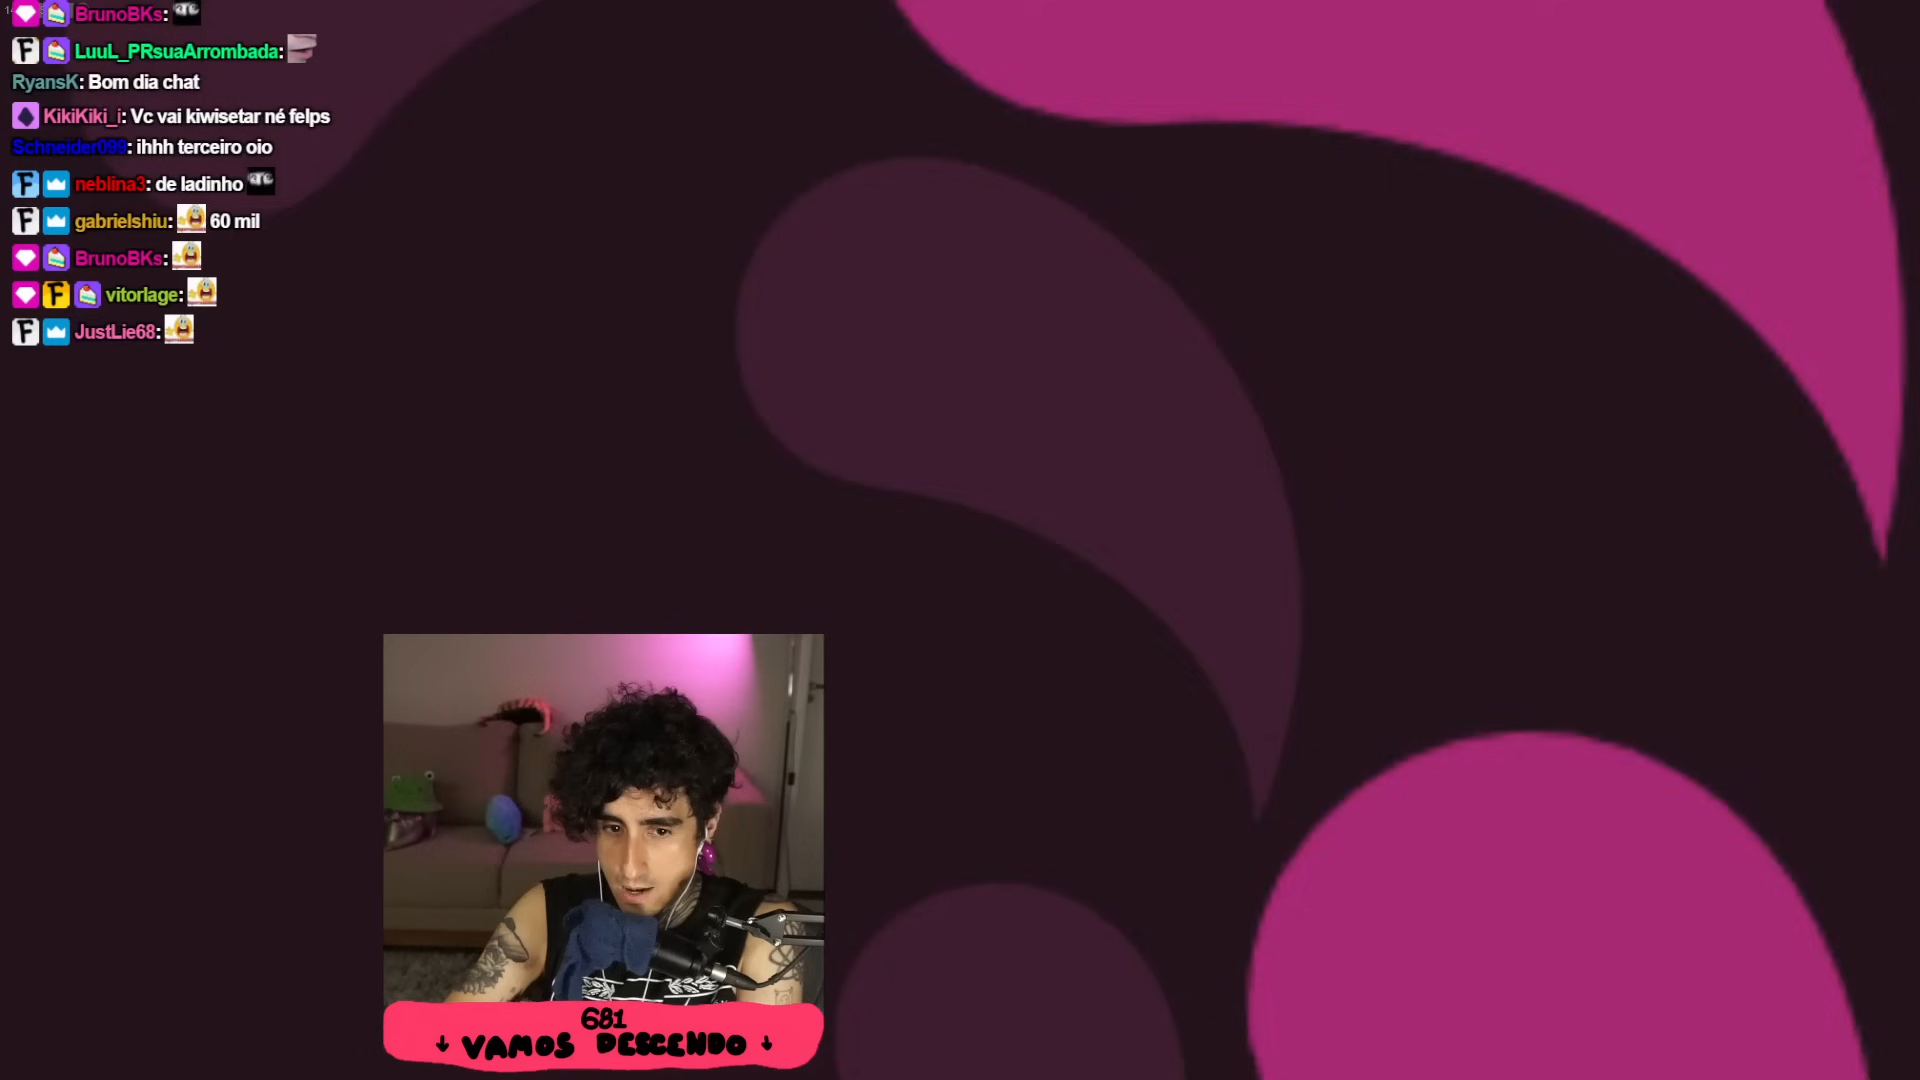 BrunoBKs:
LuuL_PRsuaArrombada:
RyansK: Bom dia chat
KikiKiki_i: Vc vai kiwisetar né felps
Schneider099: ihhh terceiro oio
neblina3: de ladinho
gabrielshiu: 60 mil
BrunoBKs:
vitorlage:
JustLie68:
681
↓ VAMOS DESCENDO ↓